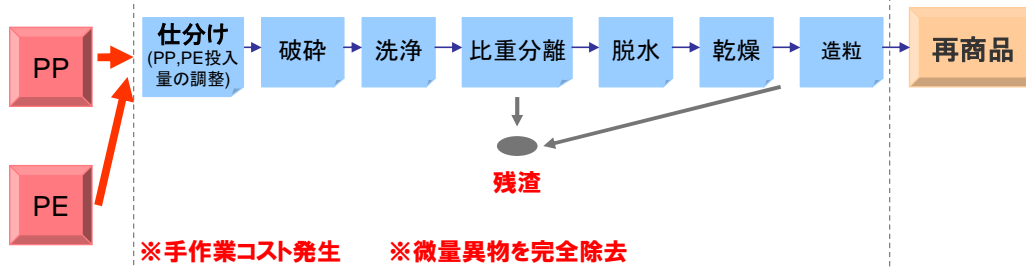 PP
PE
仕分け
(PP,PE投入
量の調整)
破砕
洗浄
比重分離
脱水
乾燥
造粒
再商品
残渣
※手作業コスト発生
※微量異物を完全除去